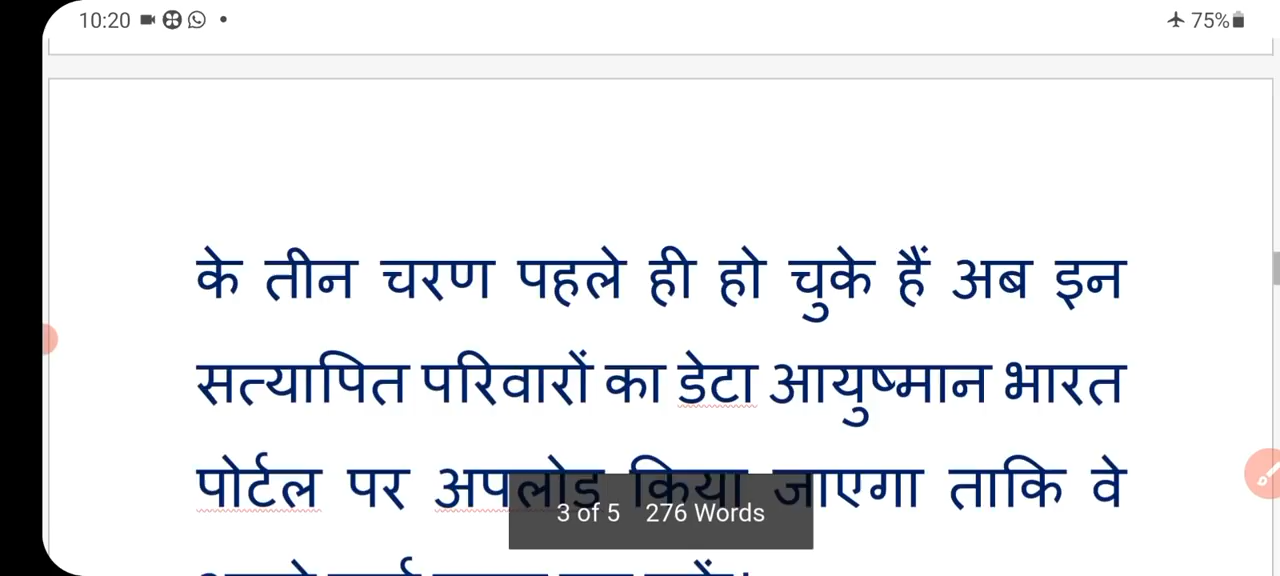 10:20 75%
के तीन चरण पहले ही हो चुके हैं अब इन
सत्यापित परिवारों का डेटा आयुष्मान भारत
पोर्टल पर अपलोड किया जाएगा ताकि वे
3 of 5 276 Words